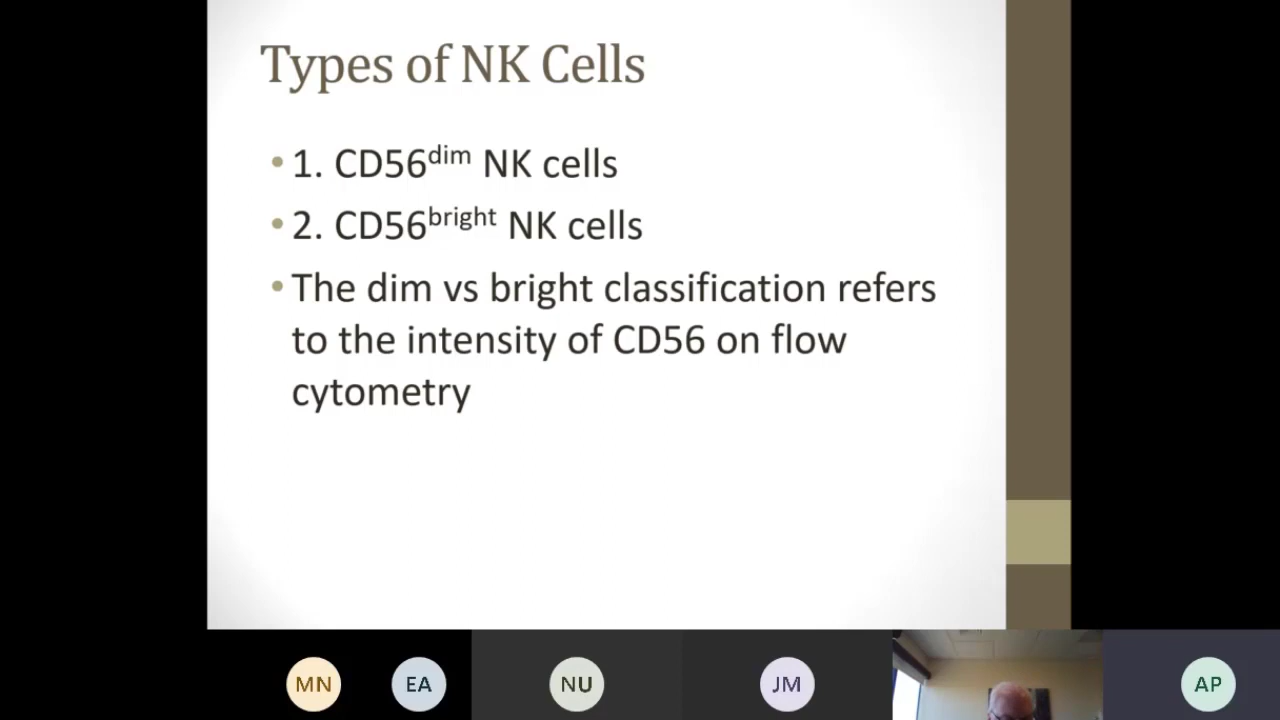 Types of NK Cells
• 1. CD56dim NK cells
• 2. CD56bright NK cells
• The dim vs bright classification refers
to the intensity of CD56 on flow
cytometry
MN EA NU JM AP